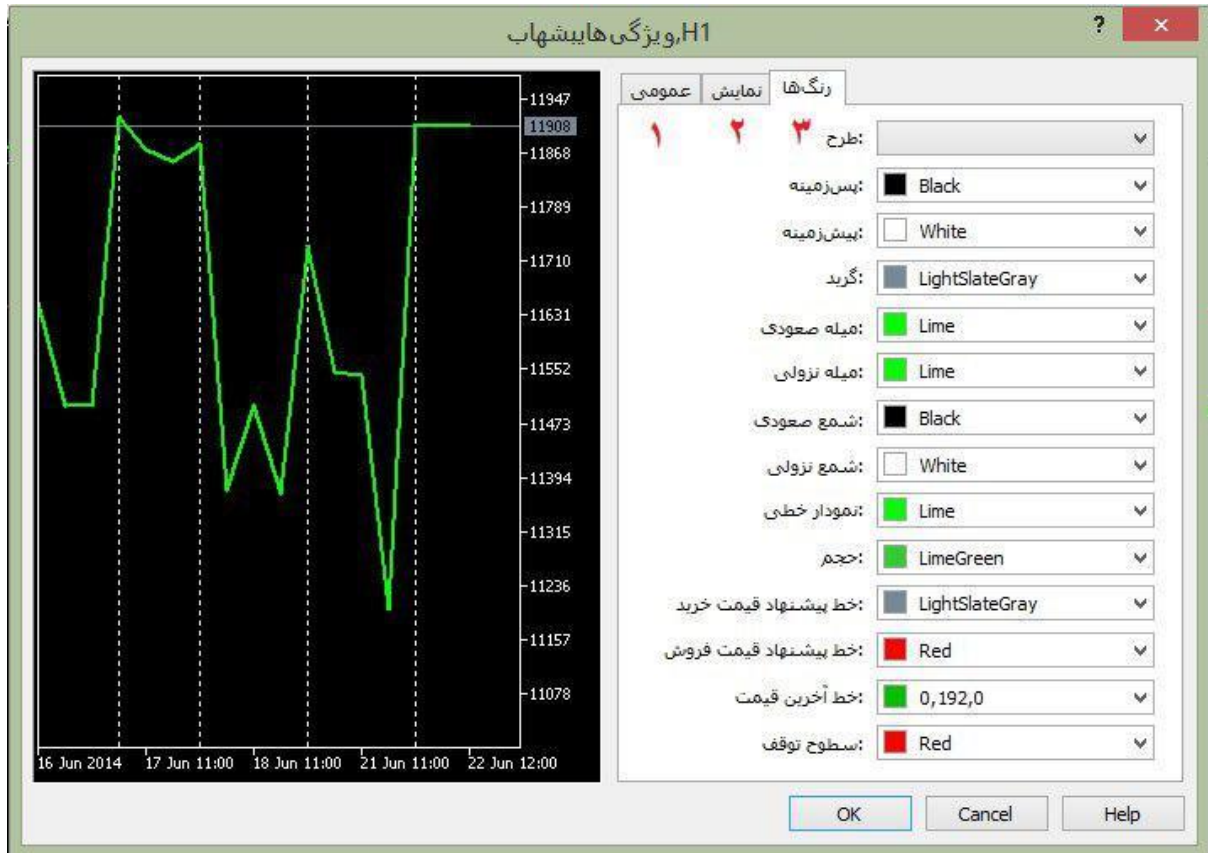 ویژگی‌هایبشهاب,H1
?
×
عمومی نمایش رنگ‌ها
۱ ۲ ۳
طرح:
پس‌زمینه: Black
پیش‌زمینه: White
گرید: LightSlateGray
میله صعودی: Lime
میله نزولی: Lime
شمع صعودی: Black
شمع نزولی: White
نمودار خطی: Lime
حجم: LimeGreen
خط پیشنهاد قیمت خرید: LightSlateGray
خط پیشنهاد قیمت فروش: Red
خط آخرین قیمت: 0,192,0
سطوح توقف: Red
11947
11908
11868
11789
11710
11631
11552
11473
11394
11315
11236
11157
11078
16 Jun 2014 17 Jun 11:00 18 Jun 11:00 21 Jun 11:00 22 Jun 12:00
OK Cancel Help